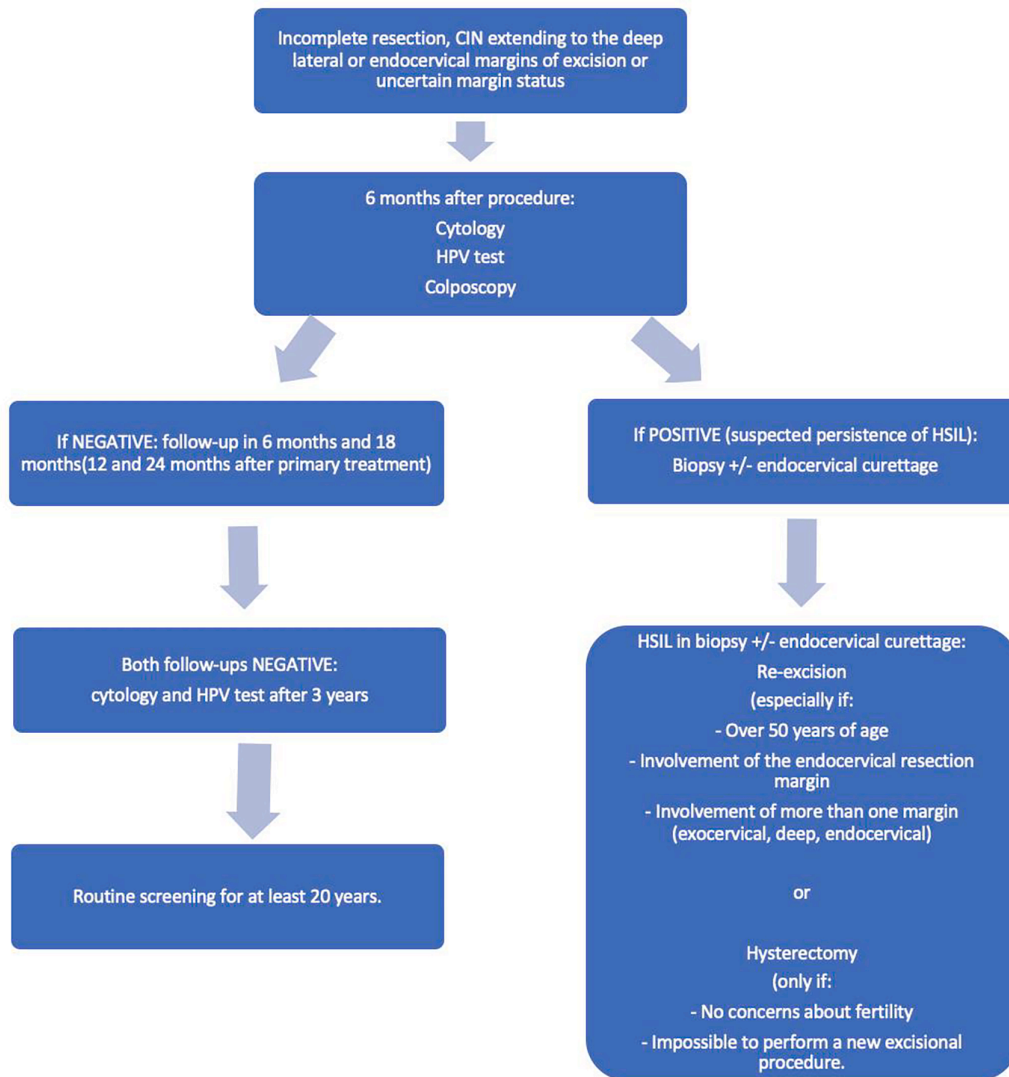 Incomplete resection, CIN extending to the deep
lateral or endocervical margins of excision or
uncertain margin status
6 months after procedure:
Cytology
HPV test
Colposcopy
If NEGATIVE: follow-up in 6 months and 18
months(12 and 24 months after primary treatment)
If POSITIVE (suspected persistence of HSIL):
Biopsy +/- endocervical curettage
Both follow-ups NEGATIVE:
cytology and HPV test after 3 years
Routine screening for at least 20 years.
HSIL in biopsy +/- endocervical curettage:
Re-excision
(especially if:
- Over 50 years of age
- Involvement of the endocervical resection
margin
- Involvement of more than one margin
(exocervical, deep, endocervical)
or
Hysterectomy
(only if:
- No concerns about fertility
- Impossible to perform a new excisional
procedure.